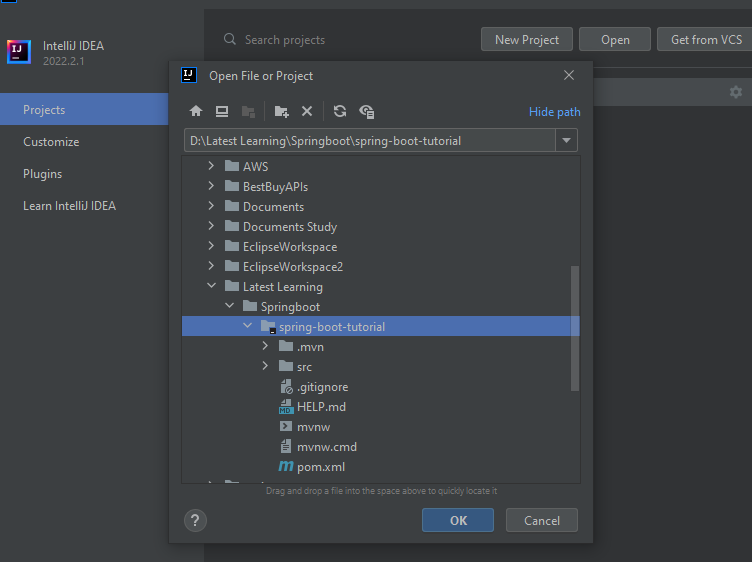 IntelliJ IDEA
2022.2.1
Projects
Customize
Plugins
Learn IntelliJ IDEA
Search projects
New Project
Open
Get from VCS
Open File or Project
Hide path
D:\Latest Learning\Springboot\spring-boot-tutorial
AWS
BestBuyAPIs
Documents
Documents Study
EclipseWorkspace
EclipseWorkspace2
Latest Learning
Springboot
spring-boot-tutorial
.mvn
src
.gitignore
HELP.md
mvnw
mvnw.cmd
pom.xml
Drag and drop a file into the space above to quickly locate it
?
OK
Cancel